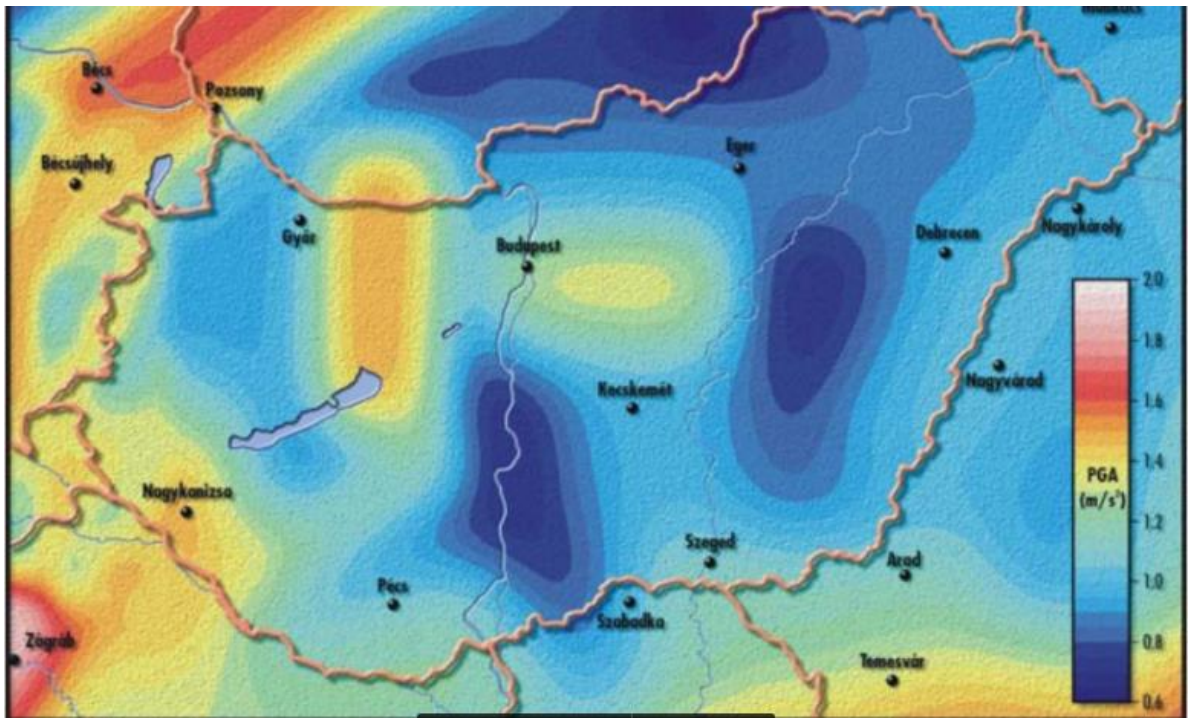 Munkács
Bécs
Pozsony
Eger
Bécsújhely
Győr
Budapest
Debrecen
Nagykároly
2.0
1.8
Kecskemét
Nagyvárad
1.6
1.4
PGA
(m/s²)
Nagykanizsa
1.2
Szeged
Arad
1.0
Pécs
Szabadka
0.8
Zágráb
Temesvár
0.6